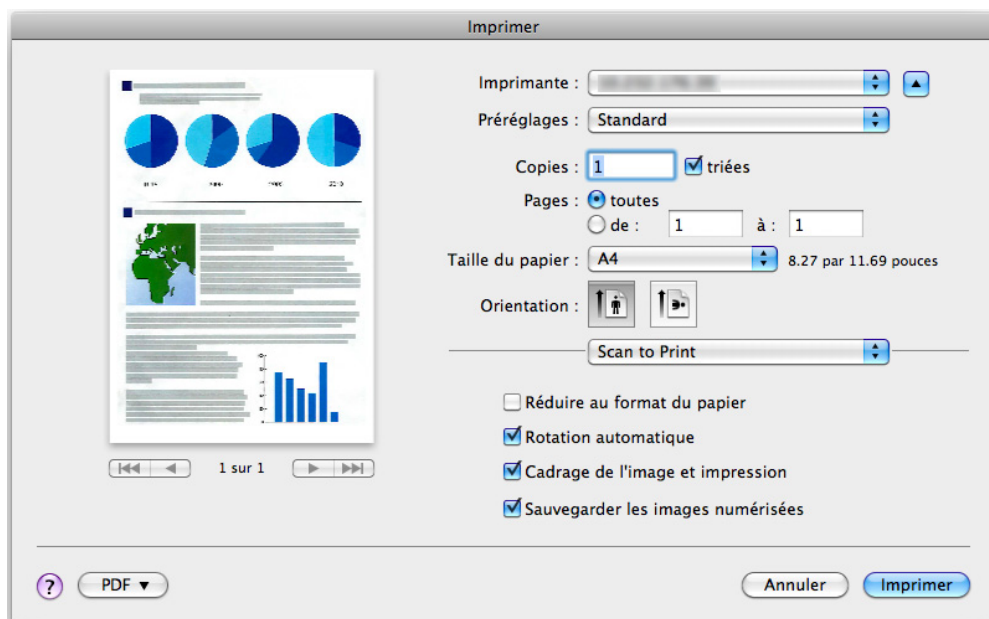 Imprimer
Imprimante :
Préréglages : Standard
Copies : 1 triées
Pages : toutes
de : 1 à : 1
Taille du papier : A4 8.27 par 11.69 pouces
Orientation :
Scan to Print
Réduire au format du papier
Rotation automatique
Cadrage de l'image et impression
Sauvegarder les images numérisées
1 sur 1
? PDF ▼ Annuler Imprimer